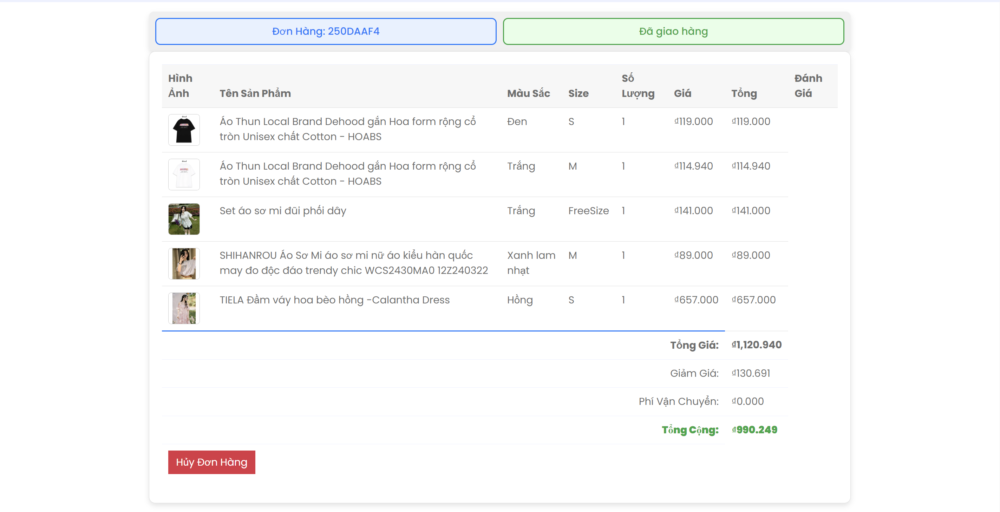 Đơn Hàng: 250DAAF4
Đã giao hàng
Hình Ảnh Tên Sản Phẩm Màu Sắc Size Số Lượng Giá Tổng Đánh Giá
Áo Thun Local Brand Dehood gắn Hoa form rộng cổ Đen S 1 ₫119.000 ₫119.000
tròn Unisex chất Cotton - HOABS
Áo Thun Local Brand Dehood gắn Hoa form rộng cổ Trắng M 1 ₫114.940 ₫114.940
tròn Unisex chất Cotton - HOABS
Set áo sơ mi đũi phối dây Trắng FreeSize 1 ₫141.000 ₫141.000
SHIHANROU Áo Sơ Mi áo sơ mi nữ áo kiểu hàn quốc Xanh lam M 1 ₫89.000 ₫89.000
may đo độc đáo trendy chic WCS2430MA0 12Z240322 nhạt
TIELA Đầm váy hoa bèo hồng -Calantha Dress Hồng S 1 ₫657.000 ₫657.000
Tổng Giá: ₫1,120.940
Giảm Giá: ₫130.691
Phí Vận Chuyển: ₫0.000
Tổng Cộng: ₫990.249
Hủy Đơn Hàng